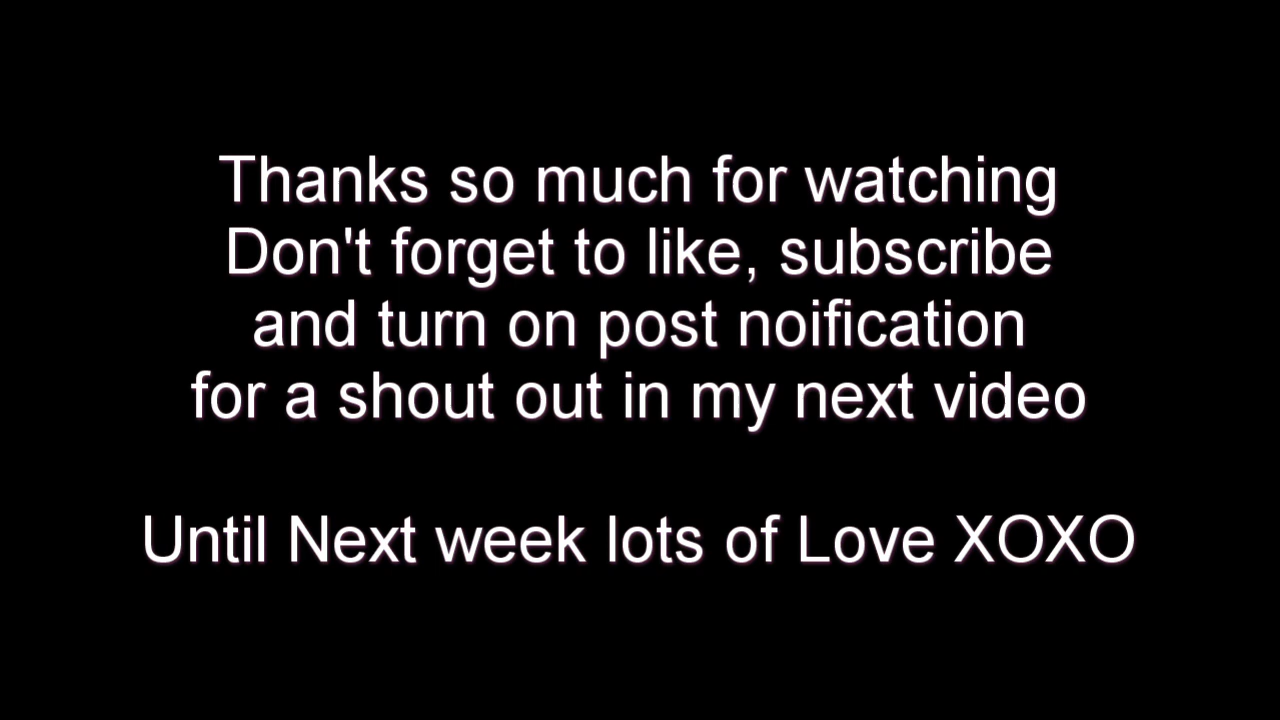 Thanks so much for watching
Don't forget to like, subscribe
and turn on post noification
for a shout out in my next video
Until Next week lots of Love XOXO